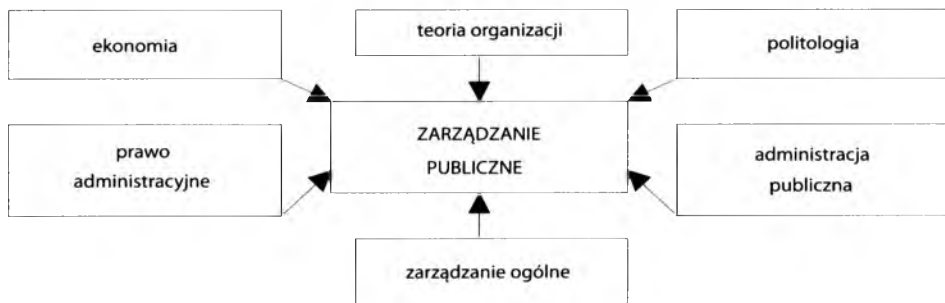 ekonomia
teoria organizacji
politologia
prawo
administracyjne
ZARZĄDZANIE
PUBLICZNE
administracja
publiczna
zarządzanie ogólne